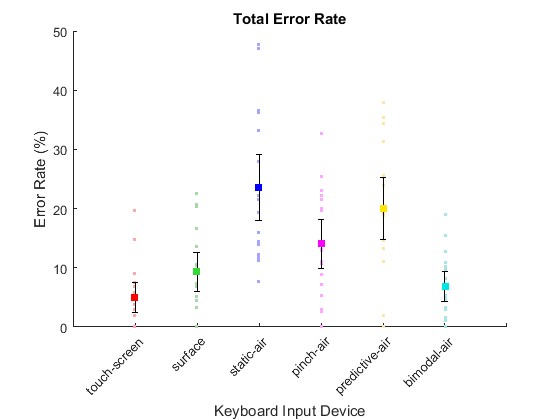 Total Error Rate
50
40
30
20
10
0
Error Rate (%)
touch-screen
surface
static-air
pinch-air
predictive-air
bimodal-air
Keyboard Input Device